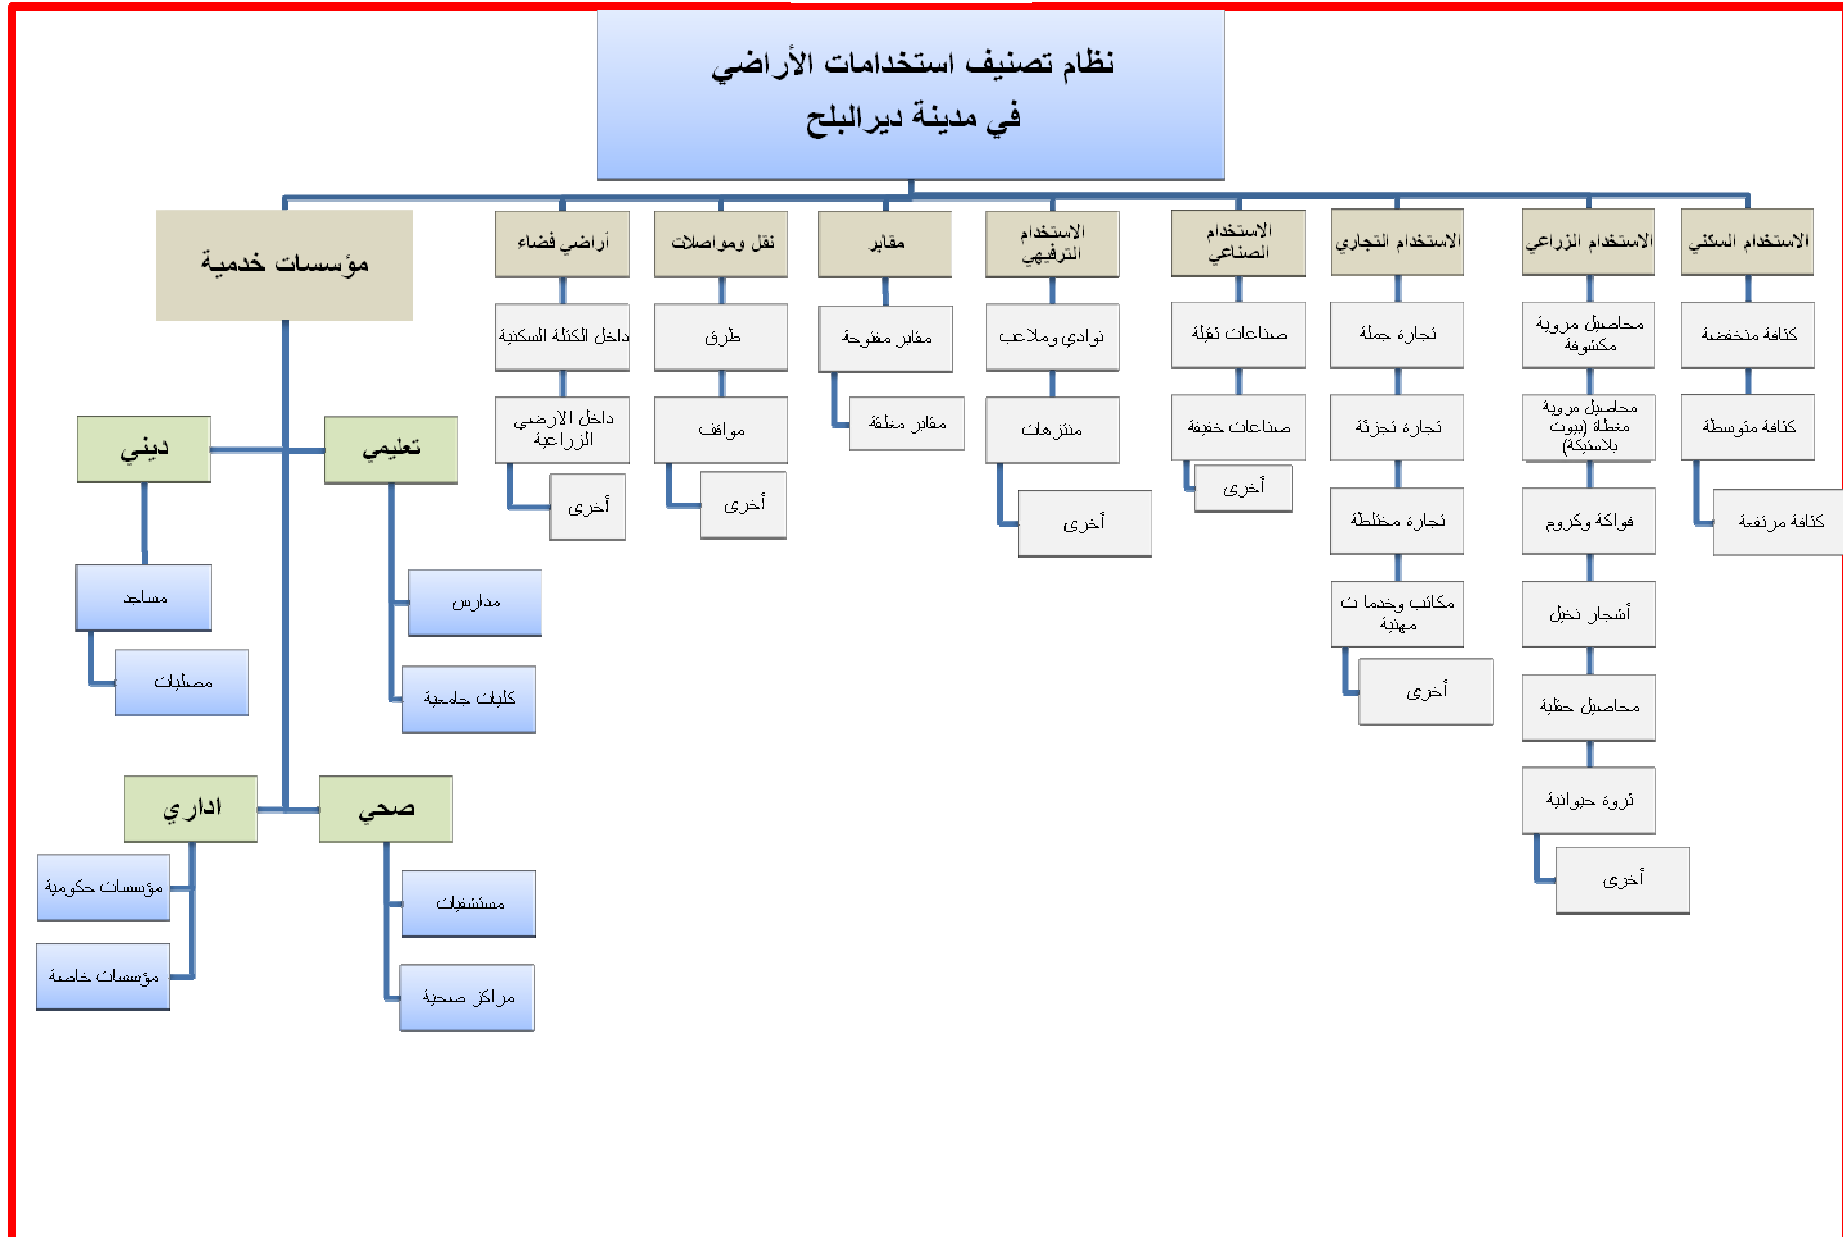 نظام تصنيف استخدامات الأراضي
في مدينة ديرالبلح
الاستخدام السكني
كثافة منخفضة
كثافة متوسطة
كثافة مرتفعة
الاستخدام الزراعي
محاصيل مروية
مكشوفة
محاصيل مروية
مغطاة (بيوت
بلاستيكة)
فواكة وكروم
أشجار نخيل
محاصيل حقلية
ثروة حيوانية
أخرى
الاستخدام التجاري
تجارة جملة
تجارة تجزئة
تجارة مختلطة
مكاتب وخدما ت
مهنية
أخرى
الاستخدام
الصناعي
صناعات ثقيلة
صناعات خفيفة
أخرى
الاستخدام
الترفيهي
نوادي وملاعب
منتزهات
أخرى
مقابر
مقابر مفتوحة
مقابر مغلقة
نقل ومواصلات
طرق
مواقف
أخرى
أراضي فضاء
داخل الكتلة السكنية
داخل الارضي
الزراعية
أخرى
مؤسسات خدمية
تعليمي
مدارس
كليات جامعية
ديني
مساجد
مصليات
صحي
مستشفيات
مراكز صحية
اداري
مؤسسات حكومية
مؤسسات خاصة